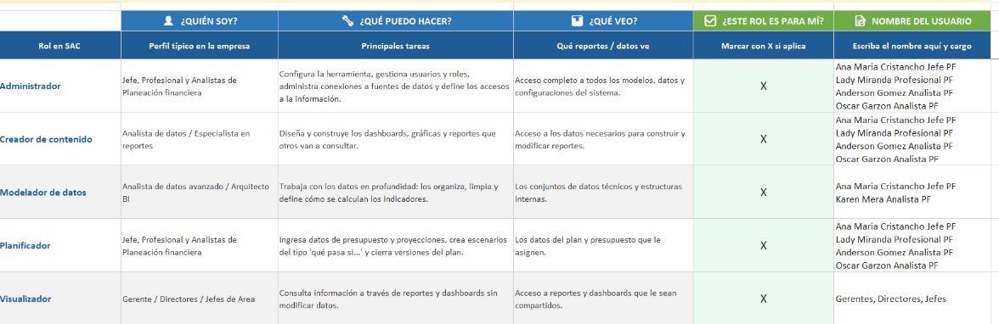 ¿QUIÉN SOY? ¿QUÉ PUEDO HACER? ¿QUÉ VEO? ¿ESTE ROL ES PARA MÍ? NOMBRE DEL USUARIO
Rol en SAC Perfil típico en la empresa Principales tareas Qué reportes / datos ve Marcar con X si aplica Escriba el nombre aquí y cargo
Administrador
Jefe, Profesional y Analistas de
Planeación financiera
Configura la herramienta, gestiona usuarios y roles,
administra conexiones a fuentes de datos y define los accesos
a la información.
Acceso completo a todos los modelos, datos y
configuraciones del sistema.
X
Ana Maria Cristancho Jefe PF
Lady Miranda Profesional PF
Anderson Gomez Analista PF
Oscar Garzon Analista PF
Creador de contenido
Analista de datos / Especialista en
reportes
Diseña y construye los dashboards, gráficas y reportes que
otros van a consultar.
Acceso a los datos necesarios para construir y
modificar reportes.
X
Ana Maria Cristancho Jefe PF
Lady Miranda Profesional PF
Anderson Gomez Analista PF
Oscar Garzon Analista PF
Modelador de datos
Analista de datos avanzado / Arquitecto
BI
Trabaja con los datos en profundidad: los organiza, limpia y
define cómo se calculan los indicadores.
Los conjuntos de datos técnicos y estructuras
internas.
X
Ana Maria Cristancho Jefe PF
Karen Mera Analista PF
Planificador
Jefe, Profesional y Analistas de
Planeación financiera
Ingresa datos de presupuesto y proyecciones, crea escenarios
del tipo 'qué pasa si...' y cierra versiones del plan.
Los datos del plan y presupuesto que le
asignen.
X
Ana Maria Cristancho Jefe PF
Lady Miranda Profesional PF
Anderson Gomez Analista PF
Oscar Garzon Analista PF
Visualizador
Gerente / Directores / Jefes de Area
Consulta información a través de reportes y dashboards sin
modificar datos.
Acceso a reportes y dashboards que le sean
compartidos.
X
Gerentes, Directores, Jefes